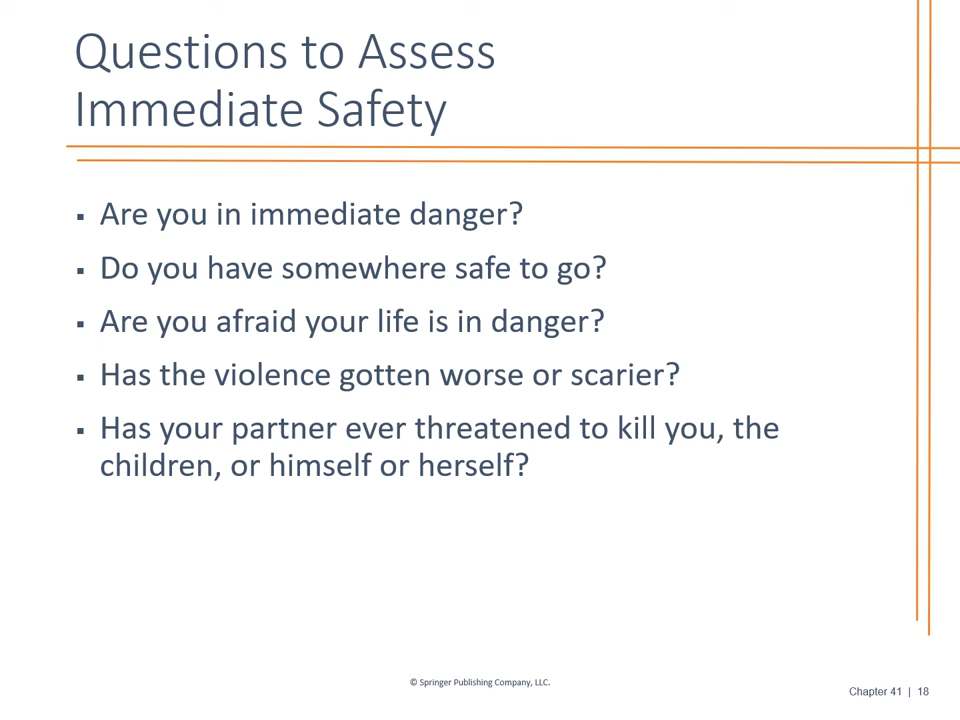 Questions to Assess
Immediate Safety
▪ Are you in immediate danger?
▪ Do you have somewhere safe to go?
▪ Are you afraid your life is in danger?
▪ Has the violence gotten worse or scarier?
▪ Has your partner ever threatened to kill you, the
children, or himself or herself?
© Springer Publishing Company, LLC.
Chapter 41 | 18